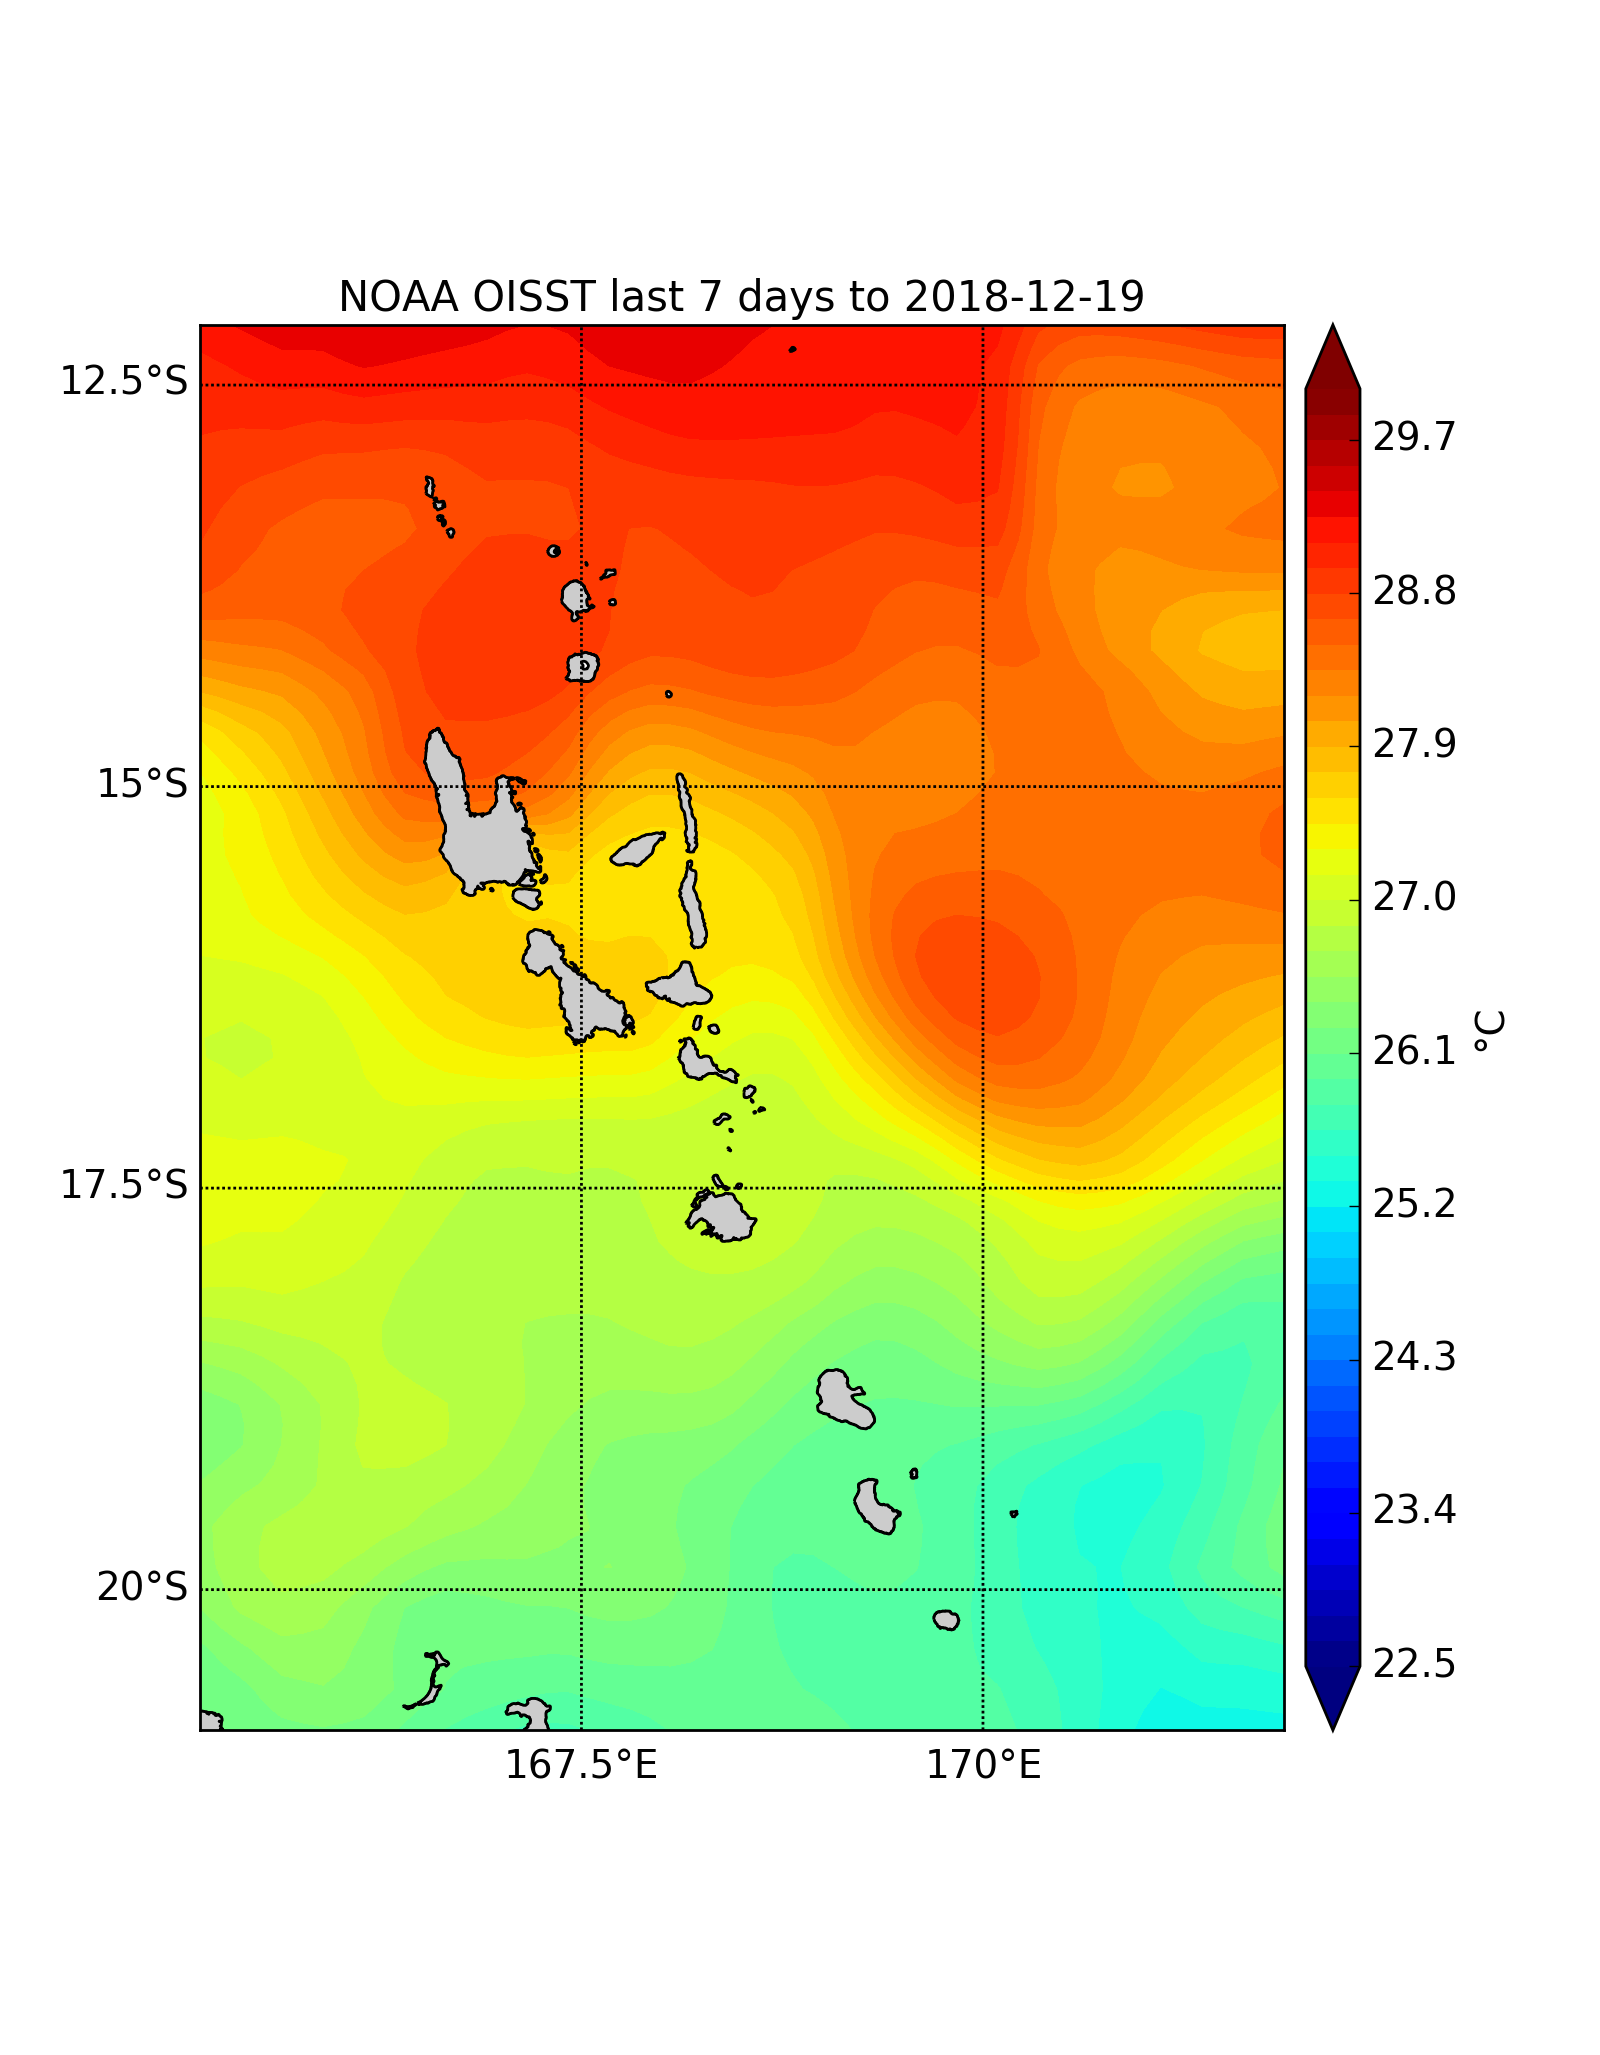 NOAA OISST last 7 days to 2018-12-19
12.5°S
15°S
17.5°S
20°S
167.5°E
170°E
29.7
28.8
27.9
27.0
26.1
25.2
24.3
23.4
22.5
°C